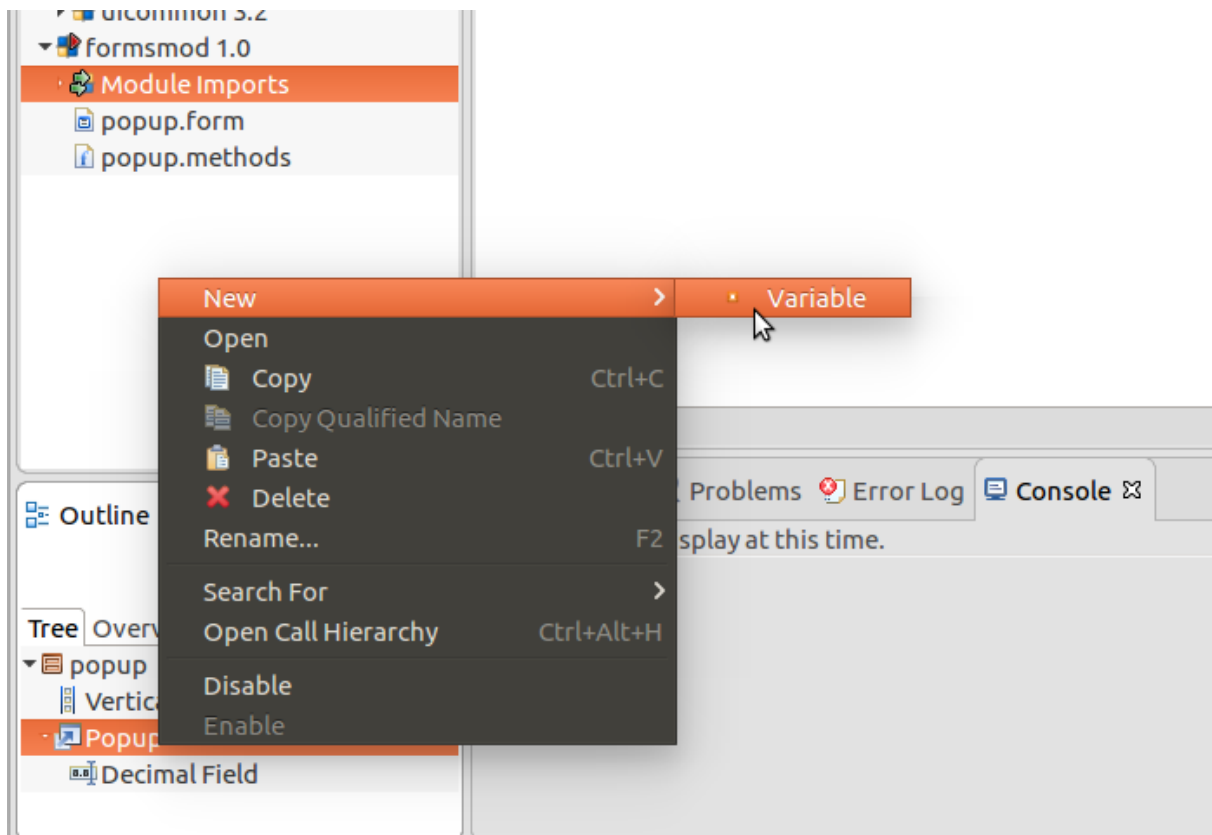 uicommon 3.2
formsmod 1.0
Module Imports
popup.form
popup.methods
New
Variable
Open
Copy Ctrl+C
Copy Qualified Name
Paste Ctrl+V
Delete
Rename... F2
Search For
Open Call Hierarchy Ctrl+Alt+H
Disable
Enable
Problems Error Log Console
splay at this time.
Outline
Tree Overv
popup
Vertica
Popup
Decimal Field